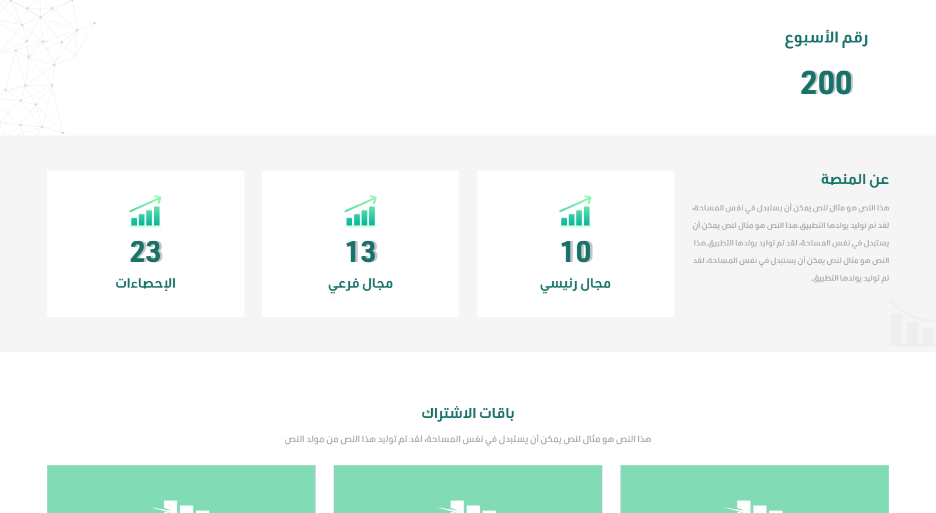 رقم الأسبوع
200
عن المنصة
هذا النص هو مثال لنص يمكن أن يستبدل في نفس المساحة،
لقد تم توليد يولدها التطبيق هذا النص هو مثال لنص يمكن أن
يستبدل في نفس المساحة، لقد تم توليد يولدها التطبيق. هذا
النص هو مثال لنص يمكن أن يستبدل في نفس المساحة، لقد
تم توليد يولدها التطبيق.
10
مجال رئيسي
13
مجال فرعي
23
الإحصاءات
باقات الاشتراك
هذا النص هو مثال لنص يمكن أن يستبدل في نفس المساحة، لقد تم توليد هذا النص من مولد النص